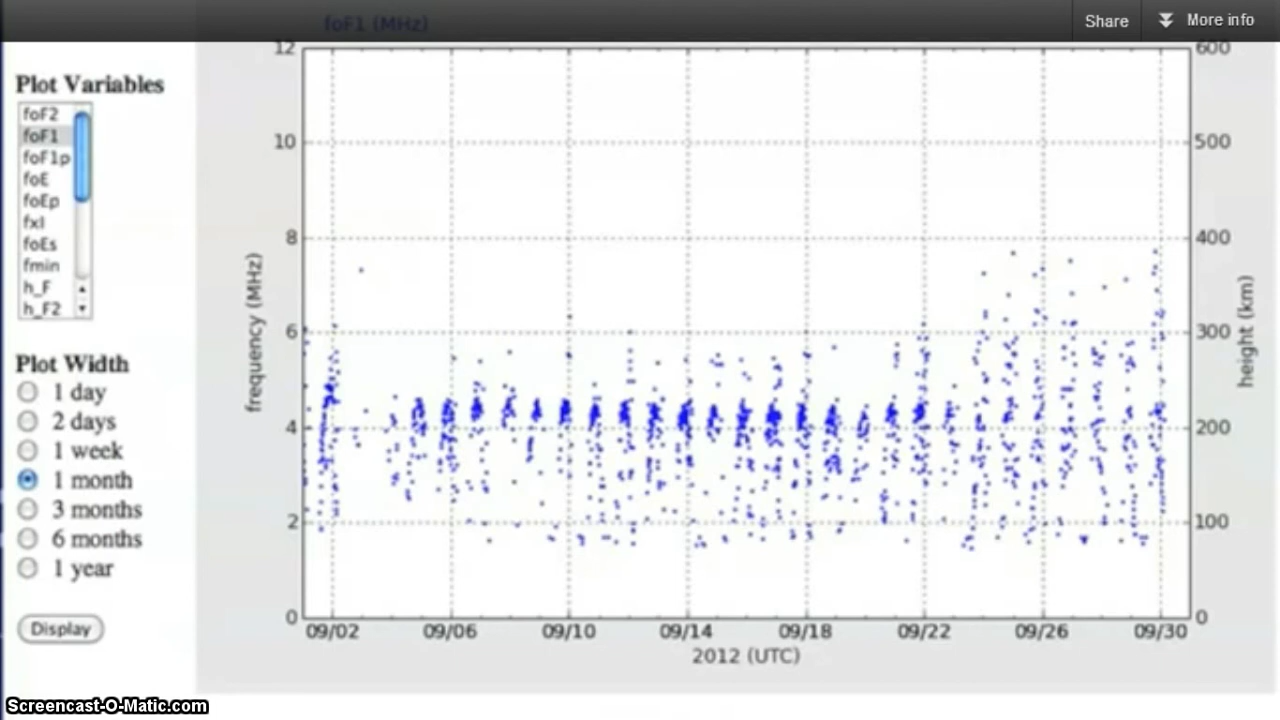 foF1 (MHz)
Share
More info
Plot Variables
foF2
foF1
foF1p
foE
foEp
fxI
foEs
fmin
h_F
h_F2
Plot Width
1 day
2 days
1 week
1 month
3 months
6 months
1 year
Display
12
10
8
6
4
2
0
frequency (MHz)
600
500
400
300
200
100
0
height (km)
09/02 09/06 09/10 09/14 09/18 09/22 09/26 09/30
2012 (UTC)
Screencast-O-Matic.com